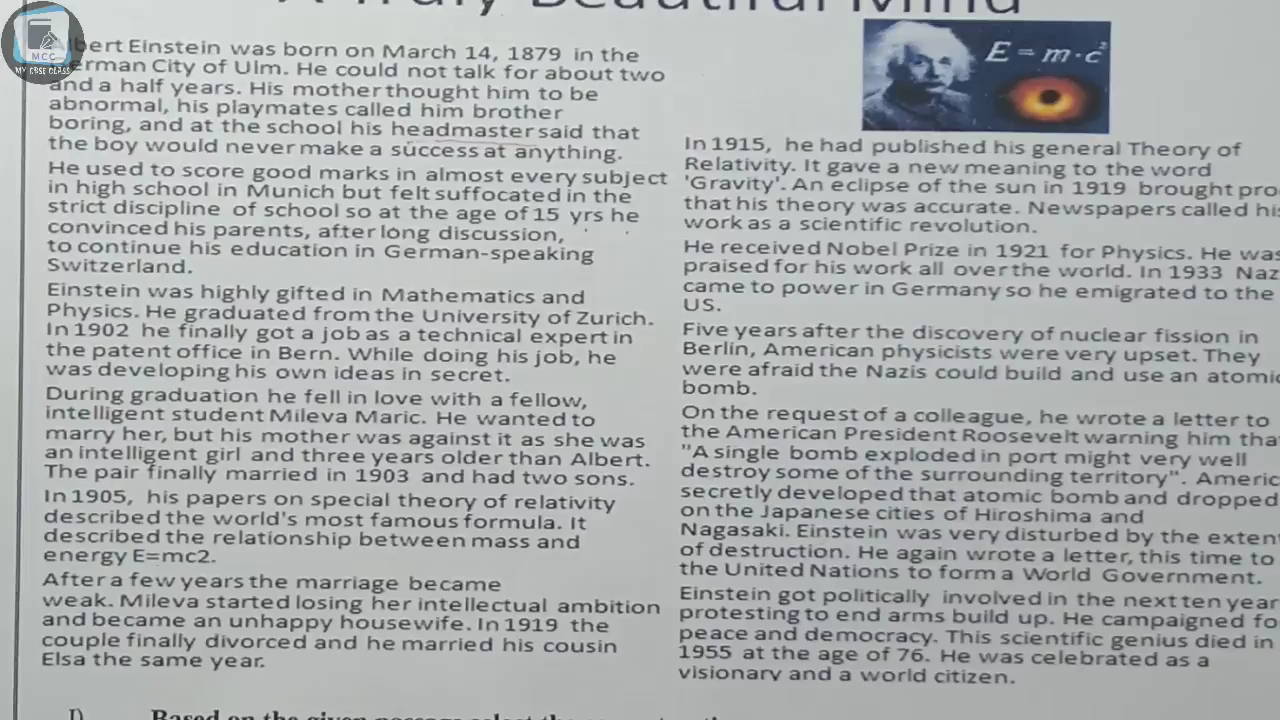 A Truly Beautiful Mind
MCC
MY CBSE CLASS
Albert Einstein was born on March 14, 1879 in the
German City of Ulm. He could not talk for about two
and a half years. His mother thought him to be
abnormal, his playmates called him brother
boring, and at the school his headmaster said that
the boy would never make a success at anything.
He used to score good marks in almost every subject
in high school in Munich but felt suffocated in the
strict discipline of school so at the age of 15 yrs he
convinced his parents, after long discussion,
to continue his education in German-speaking
Switzerland.
Einstein was highly gifted in Mathematics and
Physics. He graduated from the University of Zurich.
In 1902 he finally got a job as a technical expert in
the patent office in Bern. While doing his job, he
was developing his own ideas in secret.
During graduation he fell in love with a fellow,
intelligent student Mileva Maric. He wanted to
marry her, but his mother was against it as she was
an intelligent girl and three years older than Albert.
The pair finally married in 1903 and had two sons.
In 1905, his papers on special theory of relativity
described the world's most famous formula. It
described the relationship between mass and
energy E=mc2.
After a few years the marriage became
weak. Mileva started losing her intellectual ambition
and became an unhappy housewife. In 1919 the
couple finally divorced and he married his cousin
Elsa the same year.
E = m·c²
In 1915, he had published his general Theory of
Relativity. It gave a new meaning to the word
'Gravity'. An eclipse of the sun in 1919 brought pro
that his theory was accurate. Newspapers called his
work as a scientific revolution.
He received Nobel Prize in 1921 for Physics. He was
praised for his work all over the world. In 1933 Naz
came to power in Germany so he emigrated to the
US.
Five years after the discovery of nuclear fission in
Berlin, American physicists were very upset. They
were afraid the Nazis could build and use an atomic
bomb.
On the request of a colleague, he wrote a letter to
the American President Roosevelt warning him that
"A single bomb exploded in port might very well
destroy some of the surrounding territory". Americ
secretly developed that atomic bomb and dropped
on the Japanese cities of Hiroshima and
Nagasaki. Einstein was very disturbed by the exten
of destruction. He again wrote a letter, this time to
the United Nations to form a World Government.
Einstein got politically involved in the next ten year
protesting to end arms build up. He campaigned fo
peace and democracy. This scientific genius died in
1955 at the age of 76. He was celebrated as a
visionary and a world citizen.
I) Based on the given passage select the